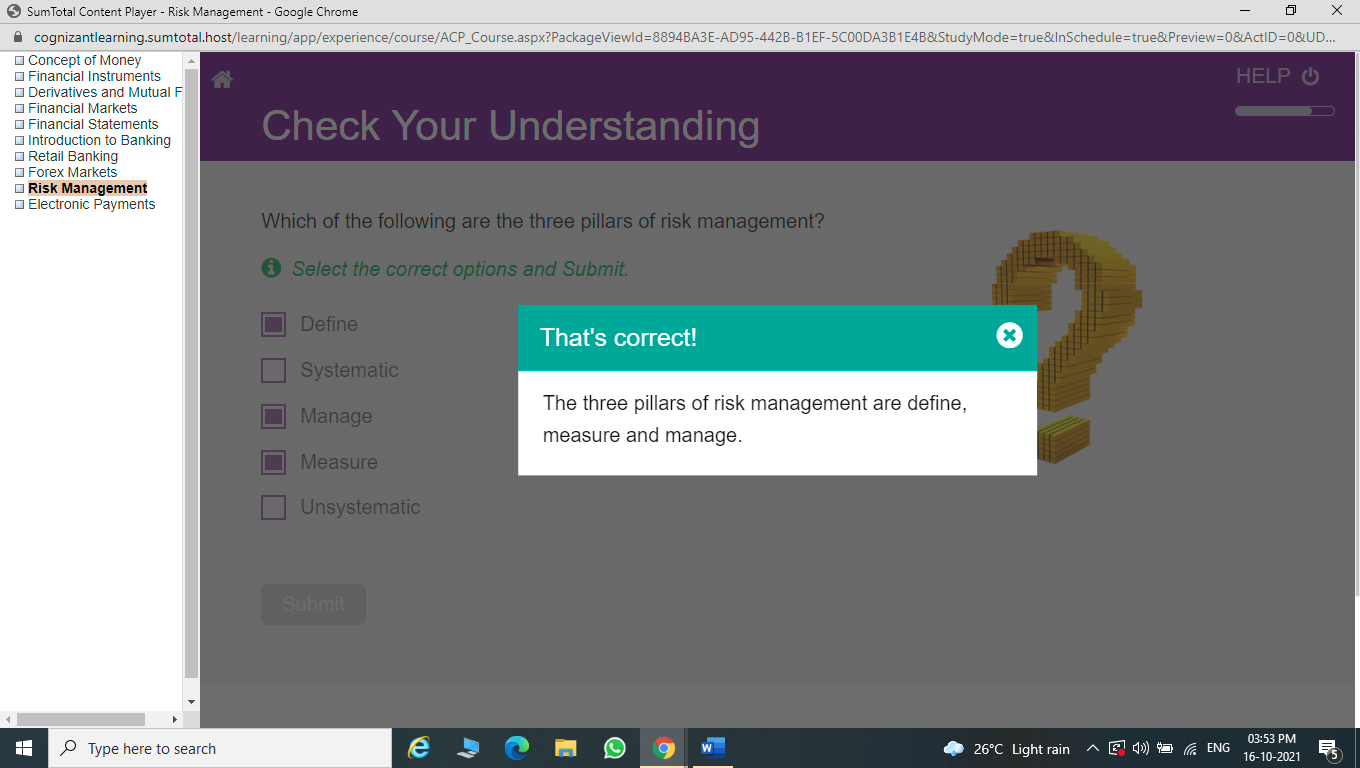 SumTotal Content Player - Risk Management - Google Chrome
cognizantlearning.sumtotal.host/learning/app/experience/course/ACP_Course.aspx?PackageViewId=8894BA3E-AD95-442B-B1EF-5C00DA3B1E4B&StudyMode=true&InSchedule=true&Preview=0&ActID=0&UD...
Concept of Money
Financial Instruments
Derivatives and Mutual F
Financial Markets
Financial Statements
Introduction to Banking
Retail Banking
Forex Markets
Risk Management
Electronic Payments
HELP
Check Your Understanding
Which of the following are the three pillars of risk management?
Select the correct options and Submit.
Define
Systematic
Manage
Measure
Unsystematic
Submit
That's correct!
The three pillars of risk management are define,
measure and manage.
Type here to search
26°C Light rain
ENG
03:53 PM
16-10-2021
5